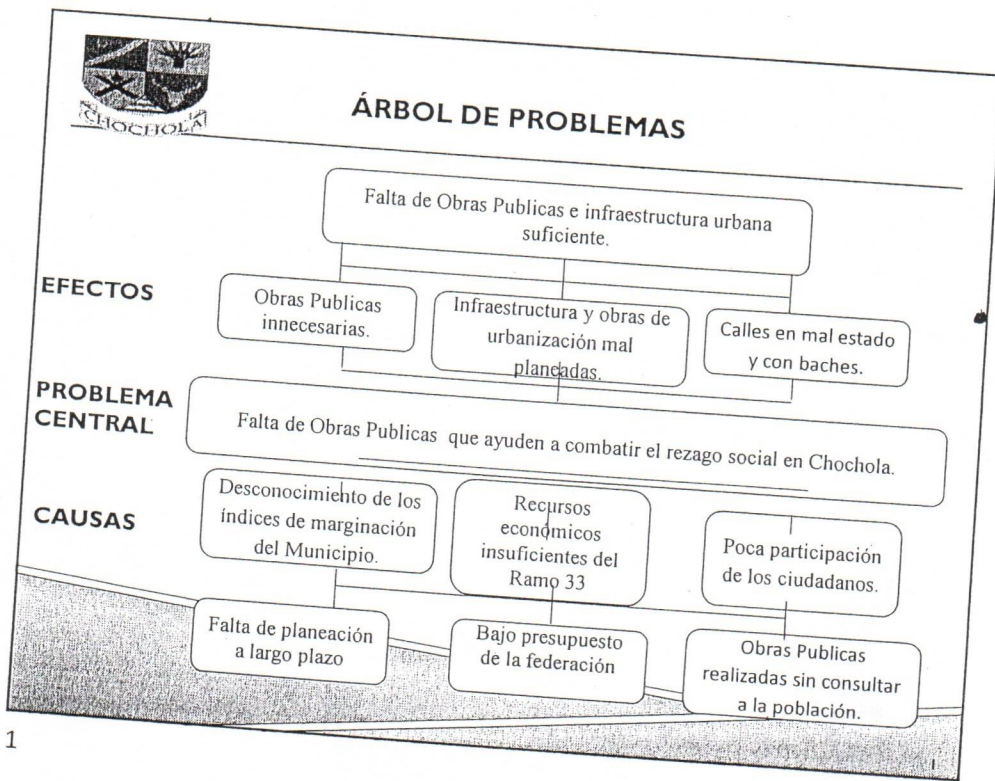 CHOCHOLA
ÁRBOL DE PROBLEMAS
Falta de Obras Publicas e infraestructura urbana
suficiente.
EFECTOS
Obras Publicas
innecesarias.
Infraestructura y obras de
urbanización mal
planeadas.
Calles en mal estado
y con baches.
PROBLEMA
CENTRAL
Falta de Obras Publicas que ayuden a combatir el rezago social en Chochola.
CAUSAS
Desconocimiento de los
índices de marginación
del Municipio.
Recursos
económicos
insuficientes del
Ramo 33
Poca participación
de los ciudadanos.
Falta de planeación
a largo plazo
Bajo presupuesto
de la federación
Obras Publicas
realizadas sin consultar
a la población.
1
1